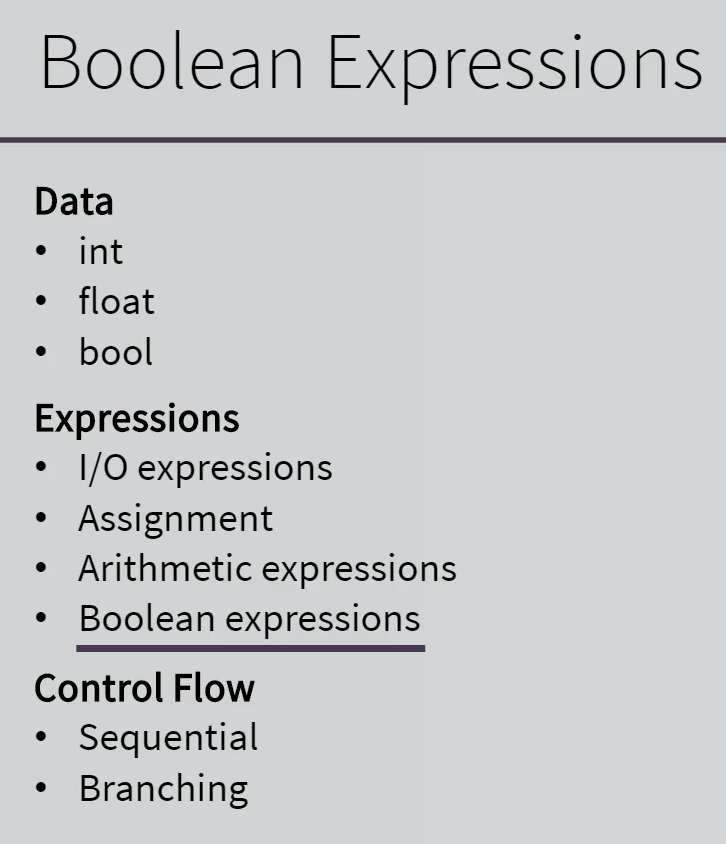 Boolean Expressions
Data
• int
• float
• bool
Expressions
• I/O expressions
• Assignment
• Arithmetic expressions
• Boolean expressions
Control Flow
• Sequential
• Branching